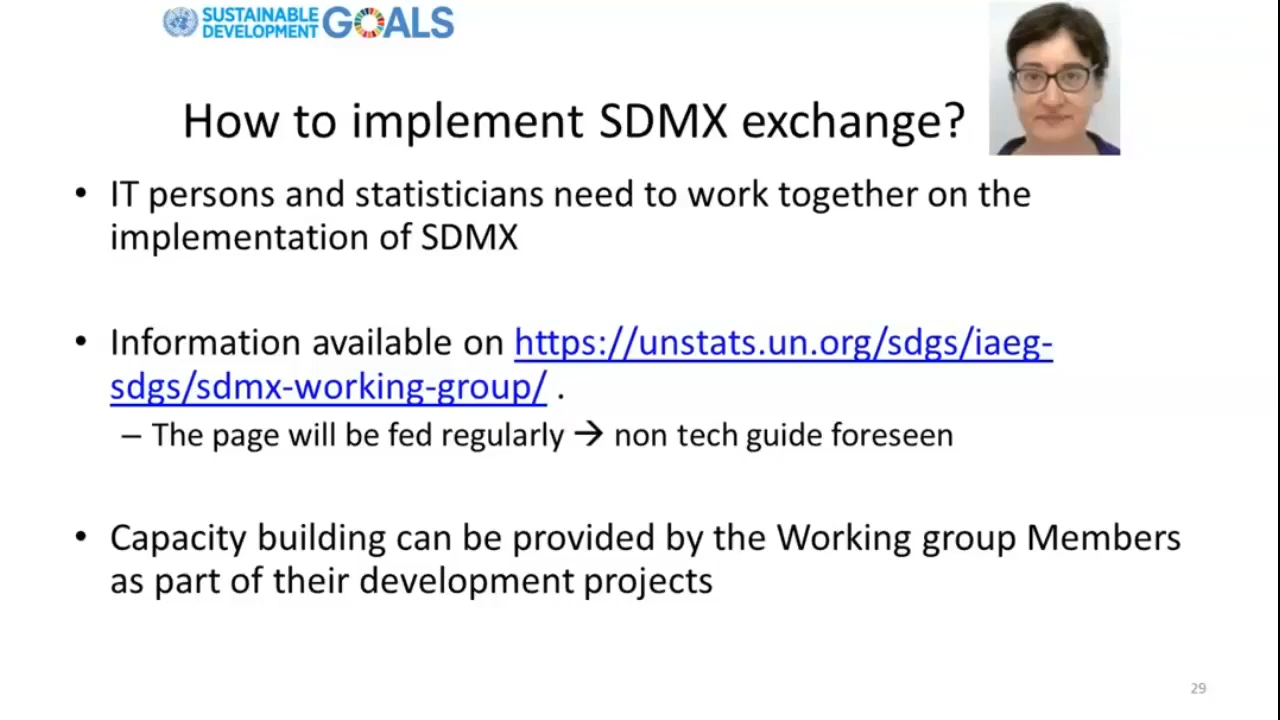 SUSTAINABLE
DEVELOPMENT GOALS
How to implement SDMX exchange?
• IT persons and statisticians need to work together on the
implementation of SDMX
• Information available on https://unstats.un.org/sdgs/iaeg-
sdgs/sdmx-working-group/ .
– The page will be fed regularly → non tech guide foreseen
• Capacity building can be provided by the Working group Members
as part of their development projects
29